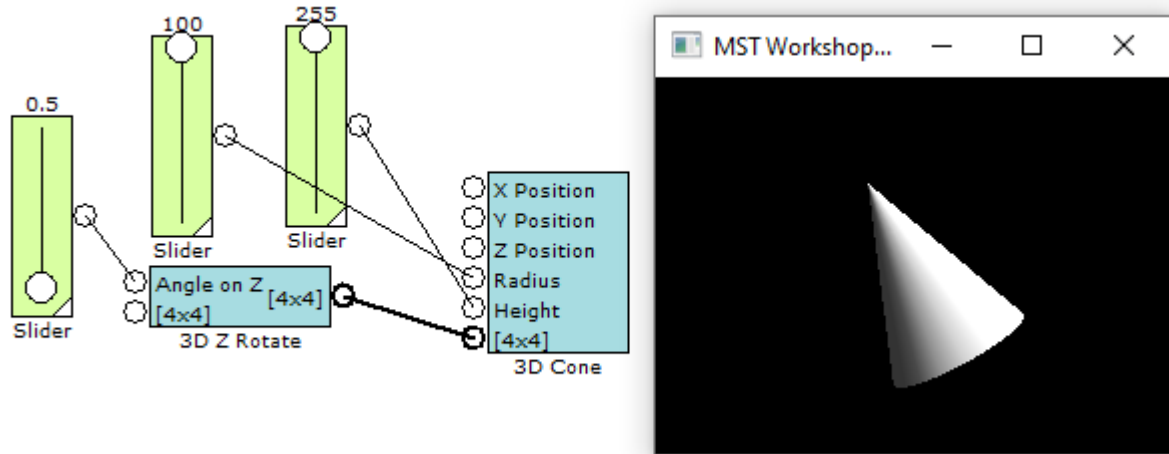 255
100
0.5
Slider
Slider
Slider
Angle on Z
[4x4]
[4x4]
3D Z Rotate
X Position
Y Position
Z Position
Radius
Height
[4x4]
3D Cone
MST Workshop...